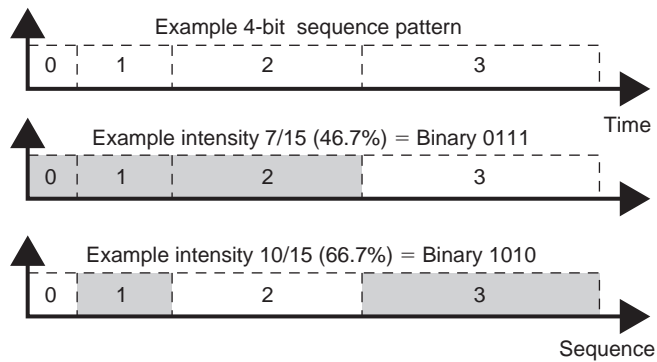 Example 4-bit sequence pattern
0 1 2 3
Time
Example intensity 7/15 (46.7%) = Binary 0111
0 1 2 3
Example intensity 10/15 (66.7%) = Binary 1010
0 1 2 3
Sequence